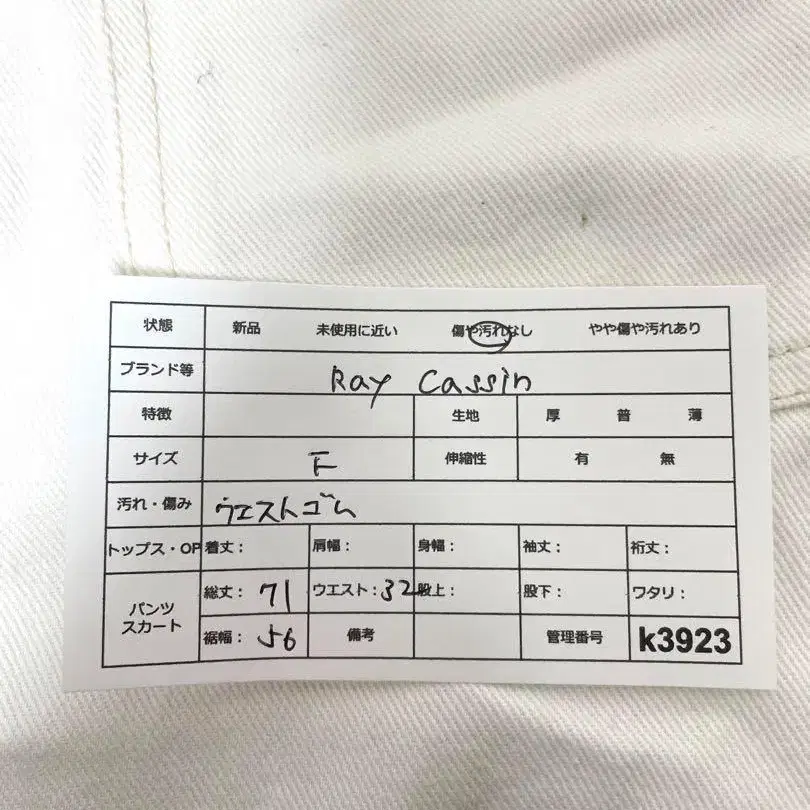 状態 新品 未使用に近い 傷や汚れなし やや傷や汚れあり
ブランド等 Ray Cassin
特徴 生地 厚 普 薄
サイズ F 伸縮性 有 無
汚れ・傷み ウエストゴム
トップス・OP 着丈： 肩幅： 身幅： 袖丈： 裄丈：
パンツ スカート 総丈： 71 ウエスト： 32 股上： 股下： ワタリ：
裾幅： 56 備考 管理番号 k3923